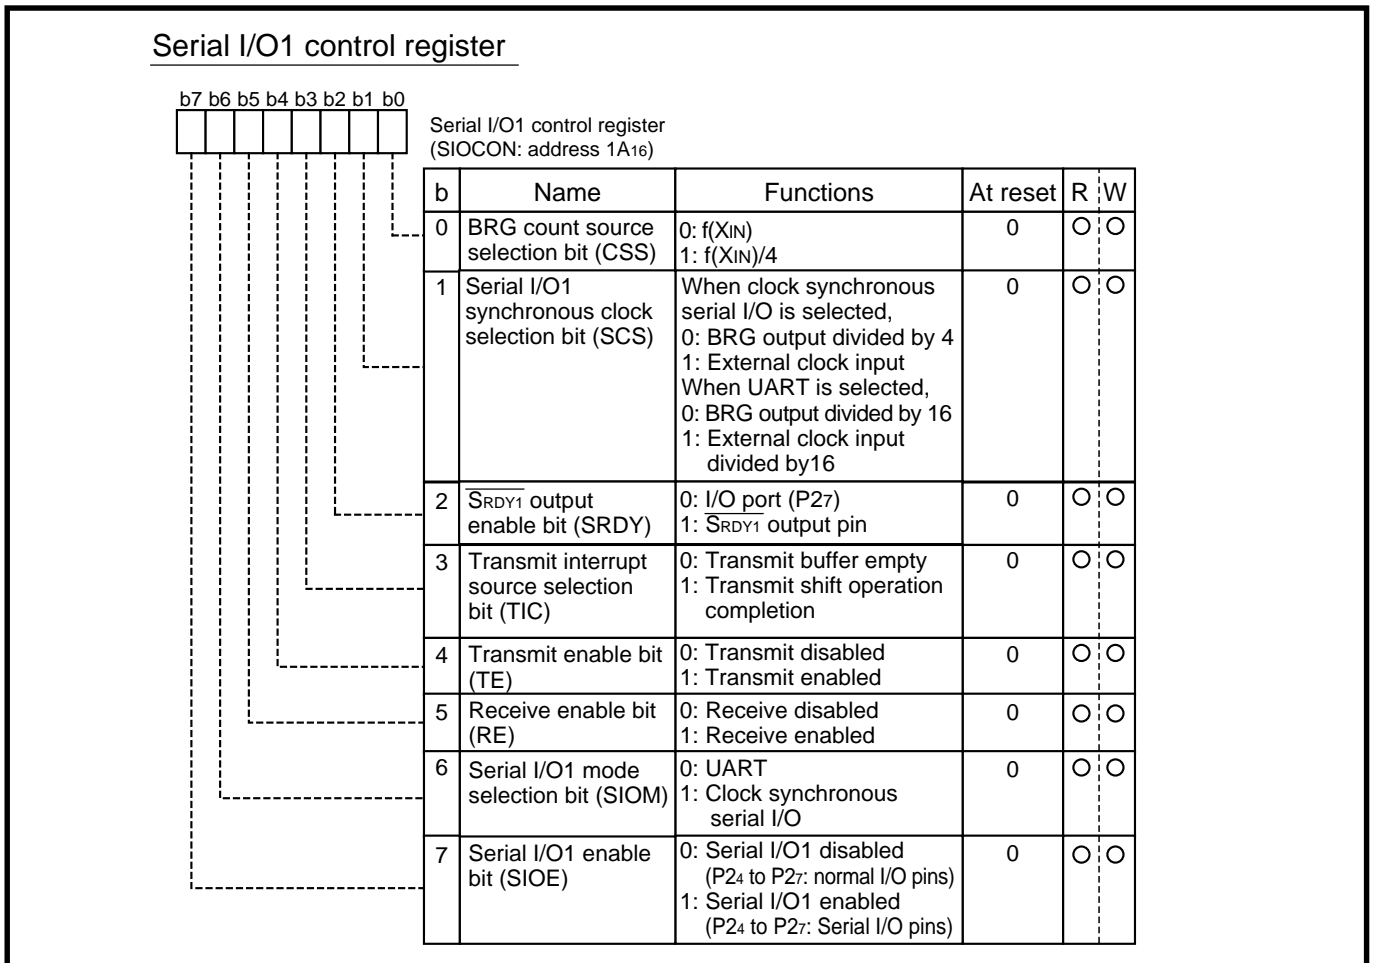 Serial I/O1 control register
b7 b6 b5 b4 b3 b2 b1 b0
Serial I/O1 control register
(SIOCON: address 1A16)
b Name Functions At reset R W
0 BRG count source selection bit (CSS) 0: f(XIN) 0
1: f(XIN)/4
1 Serial I/O1 synchronous clock selection bit (SCS) When clock synchronous 0
serial I/O is selected,
0: BRG output divided by 4
1: External clock input
When UART is selected,
0: BRG output divided by 16
1: External clock input
divided by16
2 SRDY1 output enable bit (SRDY) 0: I/O port (P27) 0
1: SRDY1 output pin
3 Transmit interrupt source selection bit (TIC) 0: Transmit buffer empty 0
1: Transmit shift operation
completion
4 Transmit enable bit (TE) 0: Transmit disabled 0
1: Transmit enabled
5 Receive enable bit (RE) 0: Receive disabled 0
1: Receive enabled
6 Serial I/O1 mode selection bit (SIOM) 0: UART 0
1: Clock synchronous
serial I/O
7 Serial I/O1 enable bit (SIOE) 0: Serial I/O1 disabled 0
(P24 to P27: normal I/O pins)
1: Serial I/O1 enabled
(P24 to P27: Serial I/O pins)